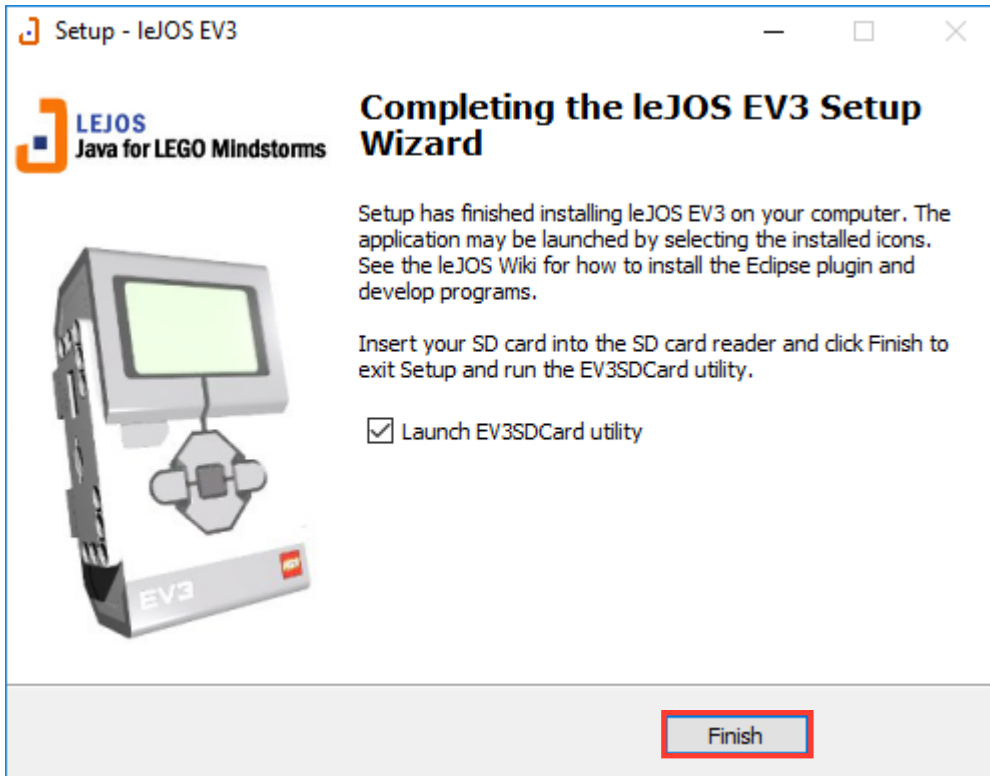 Setup - leJOS EV3
LEJOS
Java for LEGO Mindstorms
Completing the leJOS EV3 Setup
Wizard
Setup has finished installing leJOS EV3 on your computer. The
application may be launched by selecting the installed icons.
See the leJOS Wiki for how to install the Eclipse plugin and
develop programs.
Insert your SD card into the SD card reader and click Finish to
exit Setup and run the EV3SDCard utility.
Launch EV3SDCard utility
EV3
Finish